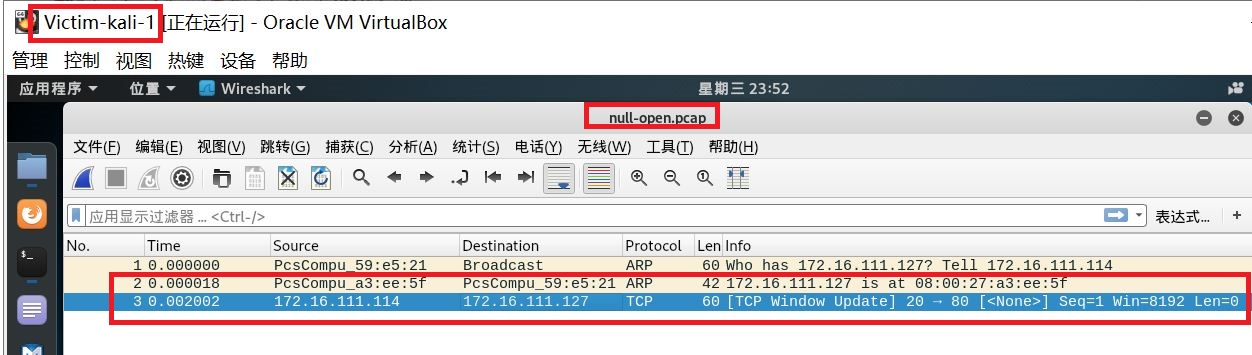 Victim-kali-1 [正在运行] - Oracle VM VirtualBox
管理 控制 视图 热键 设备 帮助
应用程序 位置 Wireshark 星期三 23:52
null-open.pcap
文件(F) 编辑(E) 视图(V) 跳转(G) 捕获(C) 分析(A) 统计(S) 电话(Y) 无线(W) 工具(T) 帮助(H)
应用显示过滤器 ... <Ctrl-/> 表达式... +
No. Time Source Destination Protocol Len Info
1 0.000000 PcsCompu_59:e5:21 Broadcast ARP 60 Who has 172.16.111.127? Tell 172.16.111.114
2 0.000018 PcsCompu_a3:ee:5f PcsCompu_59:e5:21 ARP 42 172.16.111.127 is at 08:00:27:a3:ee:5f
3 0.002002 172.16.111.114 172.16.111.127 TCP 60 [TCP Window Update] 20 → 80 [<None>] Seq=1 Win=8192 Len=0